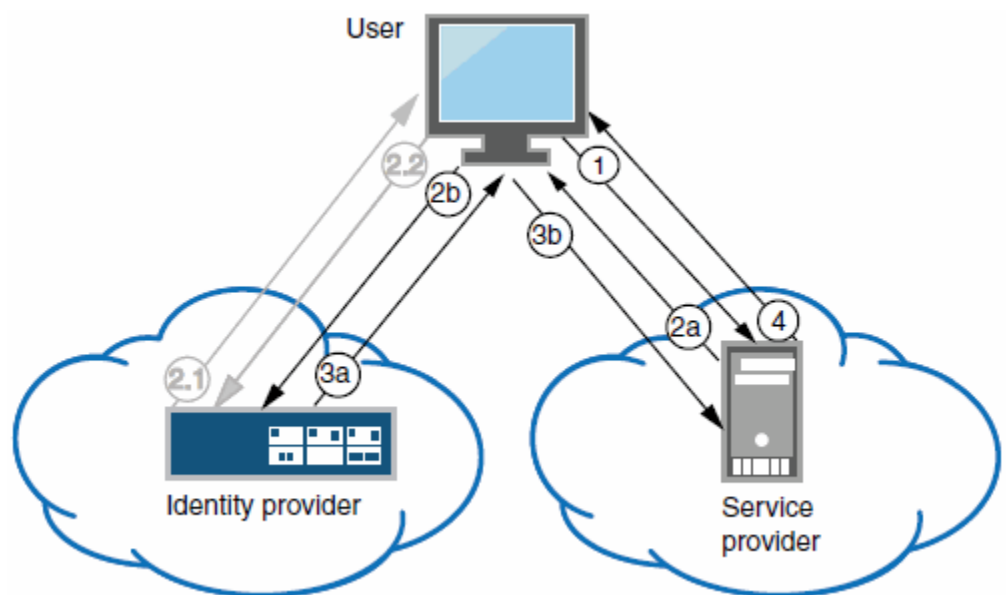 User
2.2
1
2b
3b
2a
4
2.1
3a
Identity provider
Service
provider